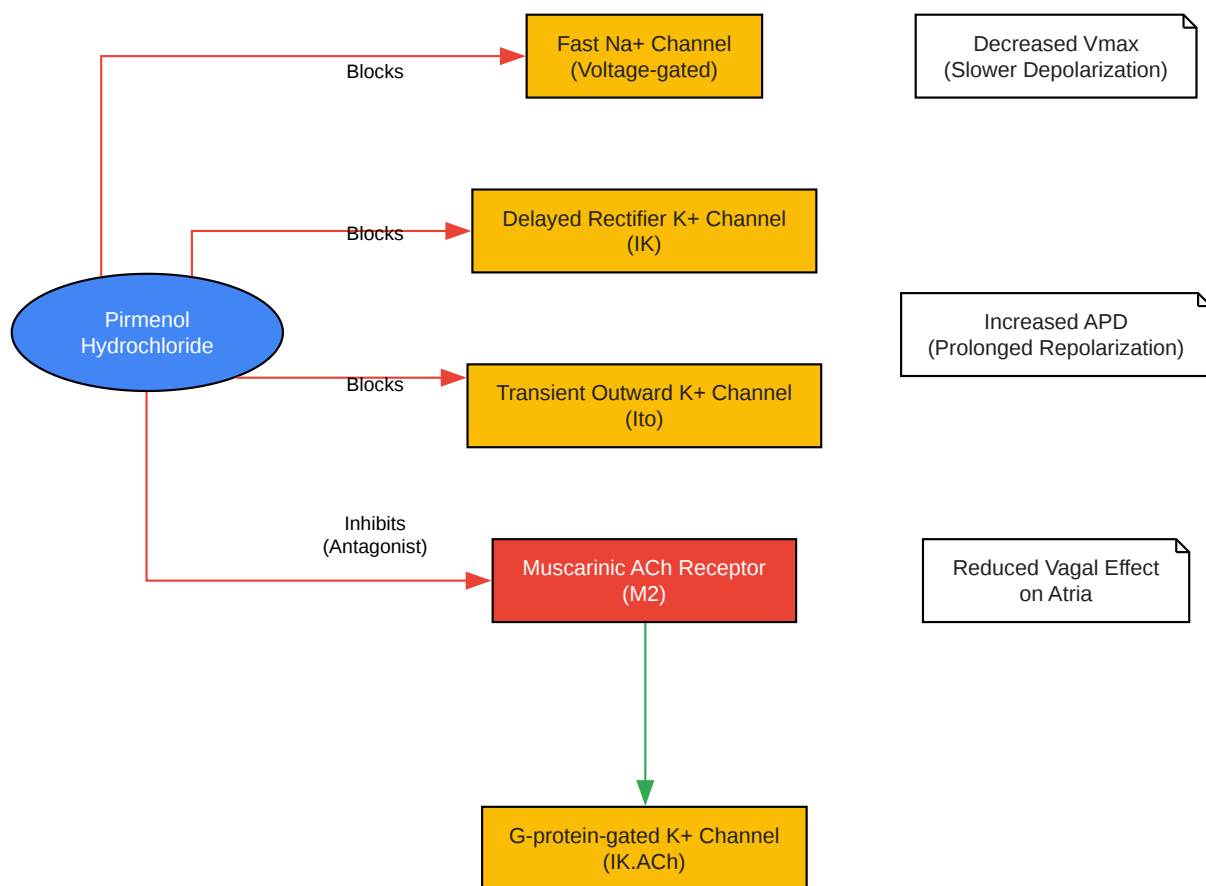 Fast Na+ Channel
(Voltage-gated)
Decreased Vmax
(Slower Depolarization)
Blocks
Delayed Rectifier K+ Channel
(IK)
Blocks
Pirmenol
Hydrochloride
Increased APD
(Prolonged Repolarization)
Blocks
Transient Outward K+ Channel
(Ito)
Inhibits
(Antagonist)
Muscarinic ACh Receptor
(M2)
Reduced Vagal Effect
on Atria
G-protein-gated K+ Channel
(IK.ACh)